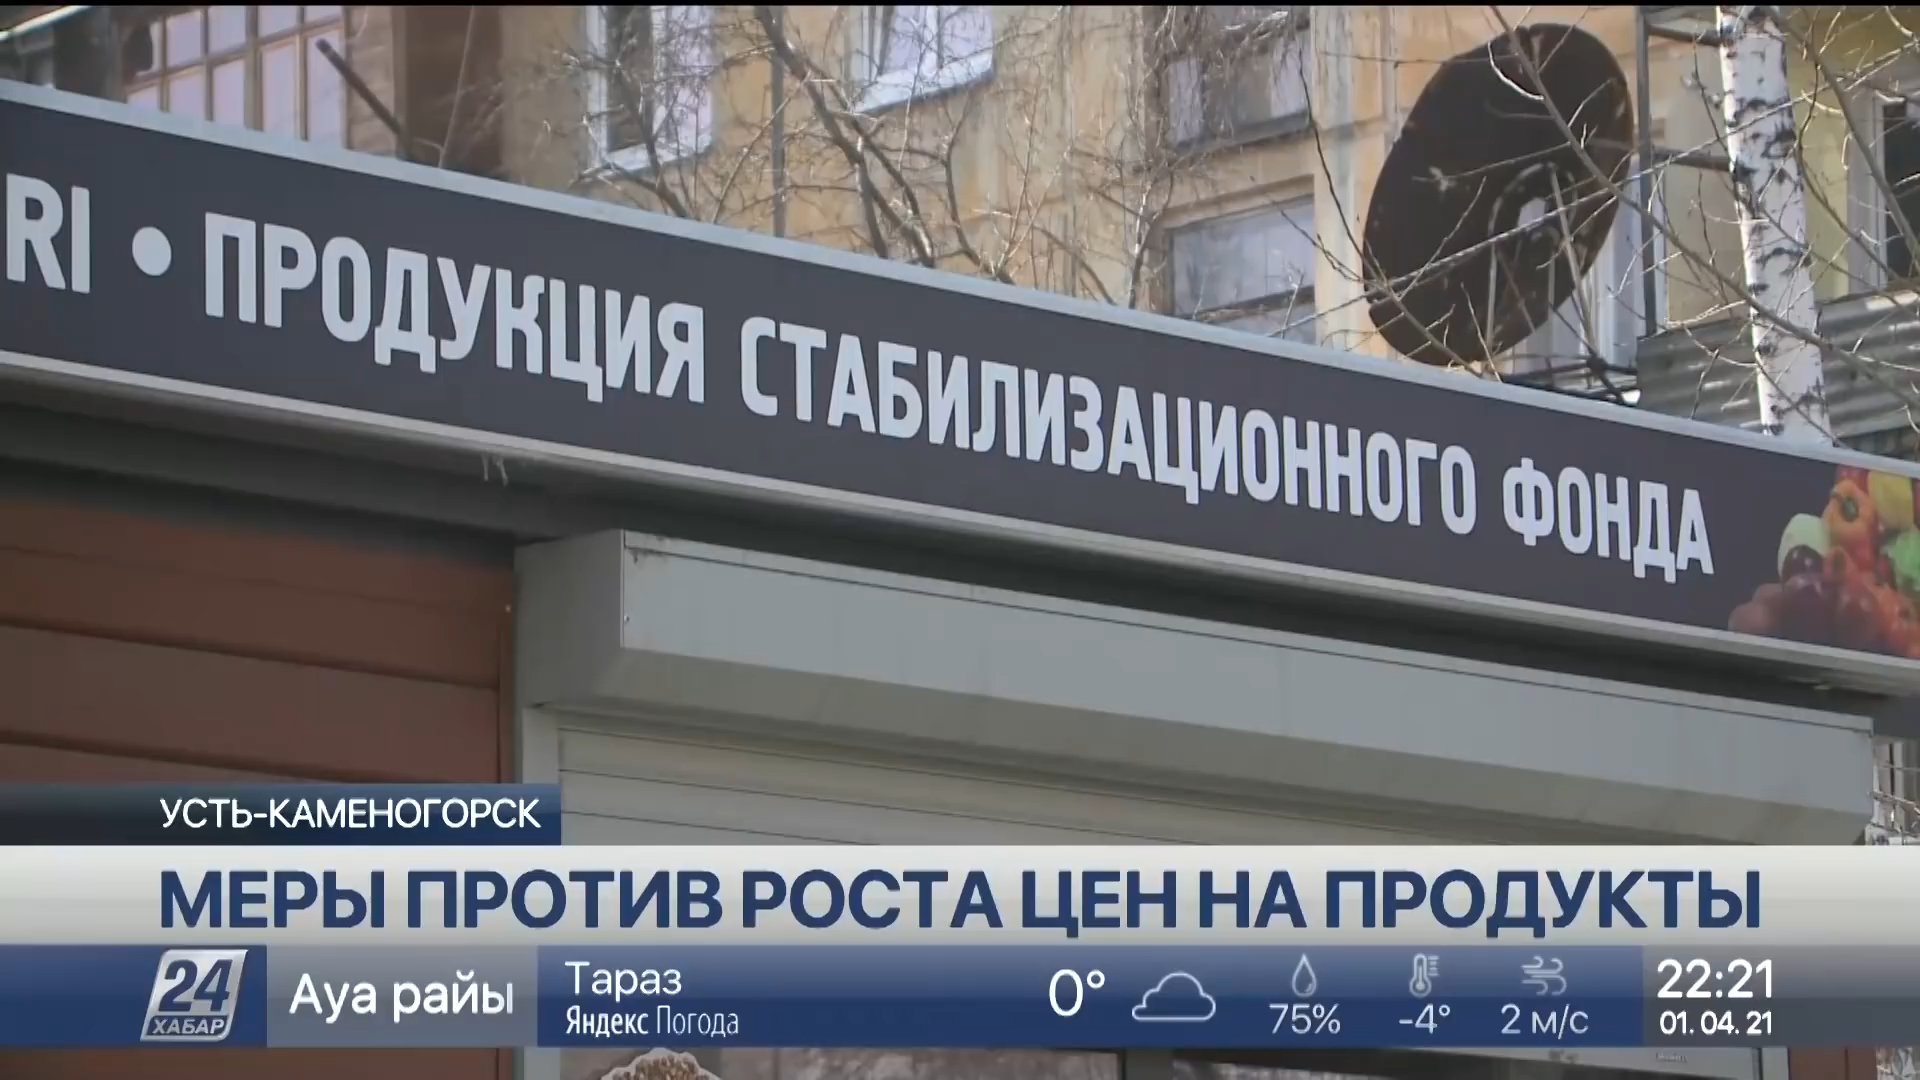 RI • ПРОДУКЦИЯ СТАБИЛИЗАЦИОННОГО ФОНДА
УСТЬ-КАМЕНОГОРСК
МЕРЫ ПРОТИВ РОСТА ЦЕН НА ПРОДУКТЫ
24 ХАБАР
Ауа райы
Тараз
Яндекс Погода
0°
75%
-4°
2 м/с
22:21
01.04.21